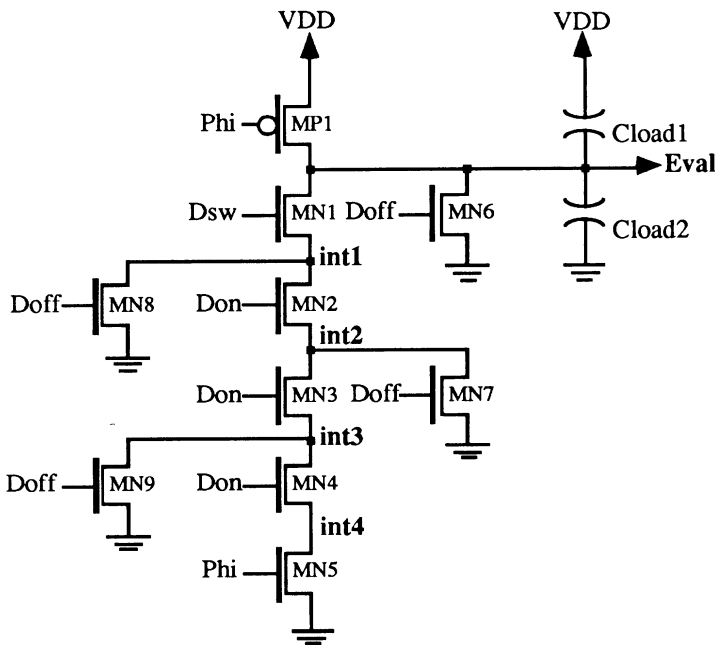 VDD VDD
Phi MP1
Cload1
Eval
Dsw MN1 Doff MN6
Cload2
int1
Doff MN8 Don MN2
int2
Don MN3 Doff MN7
int3
Doff MN9 Don MN4
int4
Phi MN5